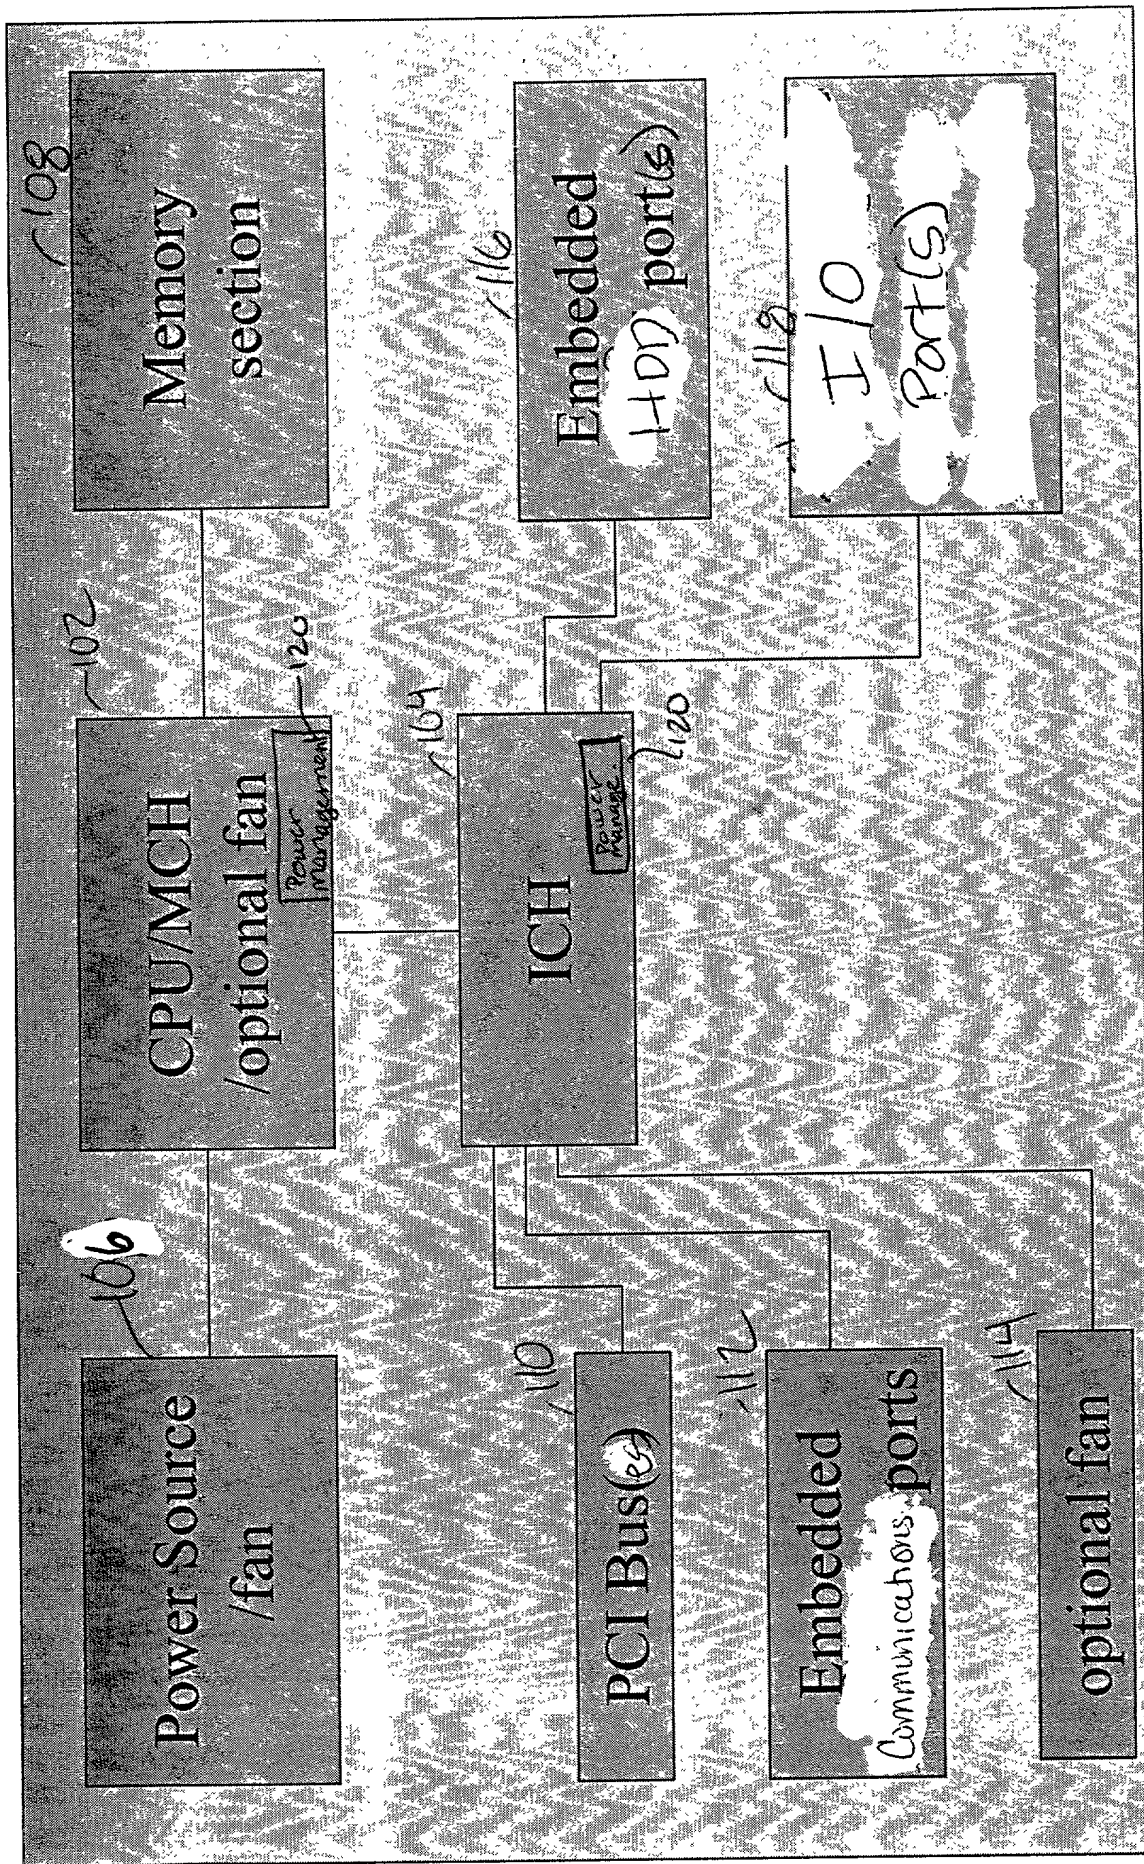 106
Power Source
/fan
102
CPU/MCH
/optional fan
Power
Management
120
108
Memory
section
104
ICH
Power
Manage.
120
110
PCI Bus(es)
112
Embedded
Communications ports
114
optional fan
116
Embedded
HDD port(s)
118
I/O
Port(s)